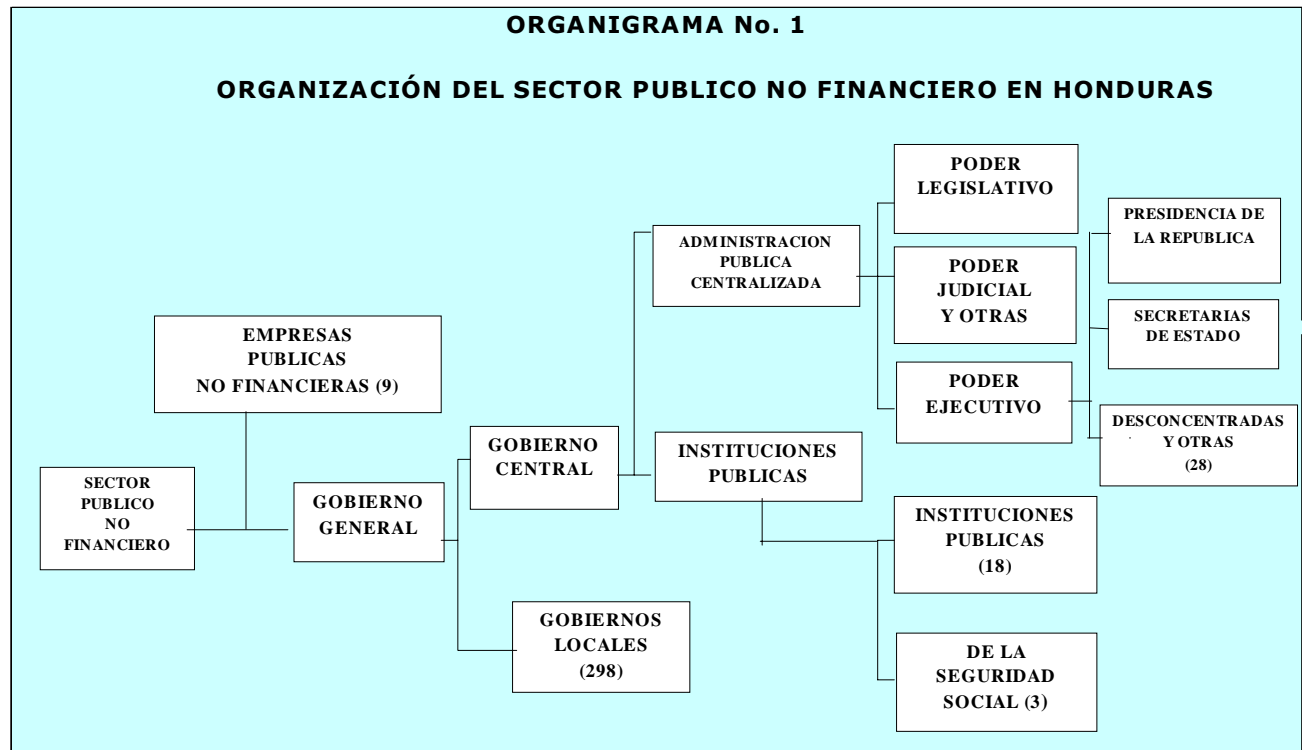 ORGANIGRAMA No. 1
ORGANIZACIÓN DEL SECTOR PUBLICO NO FINANCIERO EN HONDURAS
SECTOR
PUBLICO
NO
FINANCIERO
EMPRESAS
PUBLICAS
NO FINANCIERAS (9)
GOBIERNO
GENERAL
GOBIERNO
CENTRAL
GOBIERNOS
LOCALES
(298)
ADMINISTRACION
PUBLICA
CENTRALIZADA
INSTITUCIONES
PUBLICAS
PODER
LEGISLATIVO
PODER
JUDICIAL
Y OTRAS
PODER
EJECUTIVO
INSTITUCIONES
PUBLICAS
(18)
DE LA
SEGURIDAD
SOCIAL (3)
PRESIDENCIA DE
LA REPUBLICA
SECRETARIAS
DE ESTADO
DESCONCENTRADAS
Y OTRAS
(28)